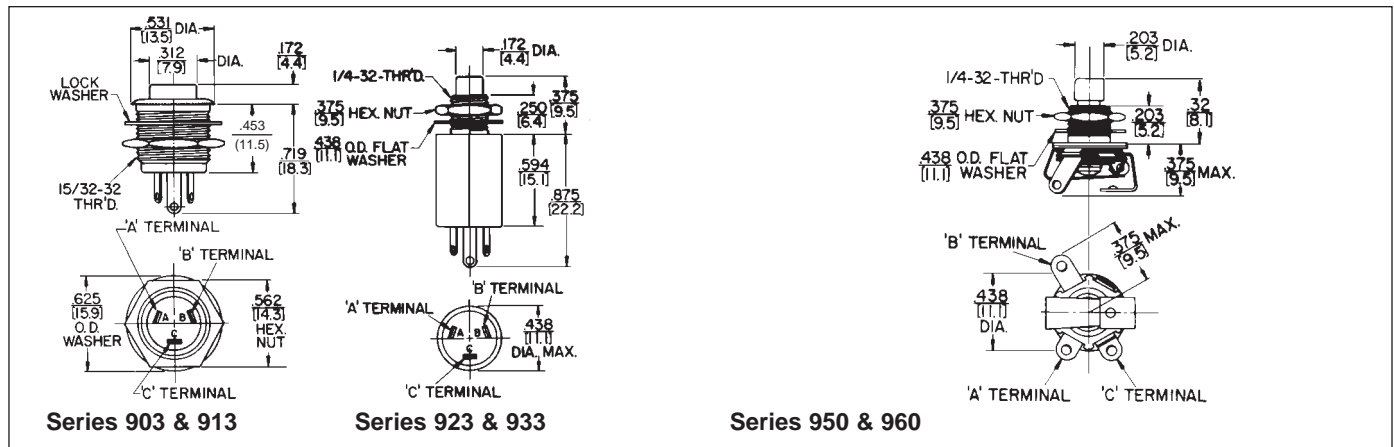 .531
[13.5] DIA.
.312
[7.9] DIA.
.172
[4.4]
LOCK
WASHER
.453
(11.5)
.719
[18.3]
15/32-32
THR'D.
'A' TERMINAL
'B' TERMINAL
.625
[15.9]
O.D.
WASHER
A B
C
.562
[14.3]
HEX.
NUT
'C' TERMINAL
Series 903 & 913
.172
[4.4] DIA.
1/4-32-THR'D.
.375
[9.5] HEX. NUT
.250
[6.4]
.375
[9.5]
.438
[11.1] O.D. FLAT
WASHER
.594
[15.1]
.875
[22.2]
'B' TERMINAL
'A' TERMINAL
A B
C
.438
[11.1]
DIA. MAX.
'C' TERMINAL
Series 923 & 933
.203
[5.2] DIA.
1/4-32-THR'D
.375
[9.5] HEX. NUT
.203
[5.2]
.32
[8.1]
.438
[11.1] O.D. FLAT
WASHER
.375
[9.5] MAX.
'B' TERMINAL
.375
[9.5] MAX.
.438
[11.1]
DIA.
'A' TERMINAL
'C' TERMINAL
Series 950 & 960